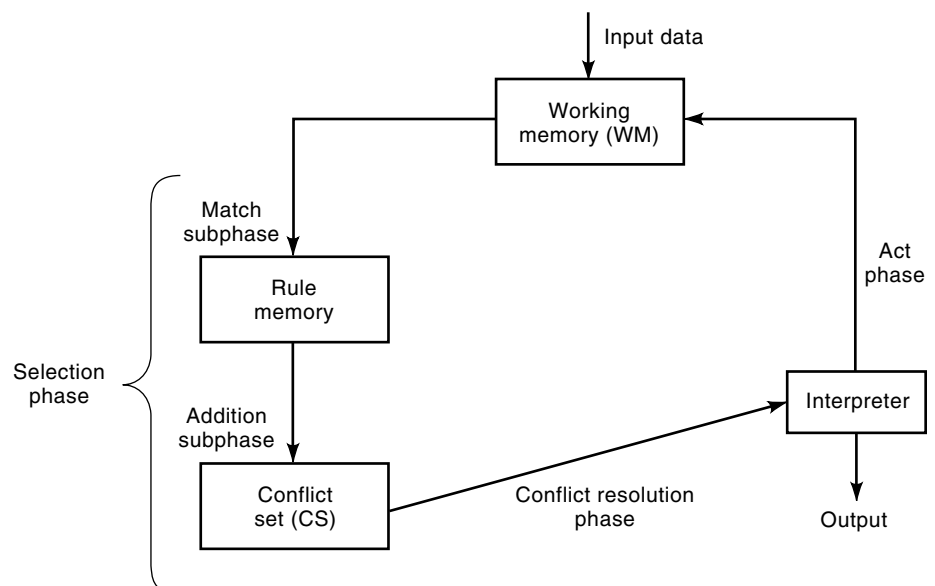 Input data
Working
memory (WM)
Match
subphase
Rule
memory
Act
phase
Selection
phase
Addition
subphase
Interpreter
Conflict
set (CS)
Conflict resolution
phase
Output